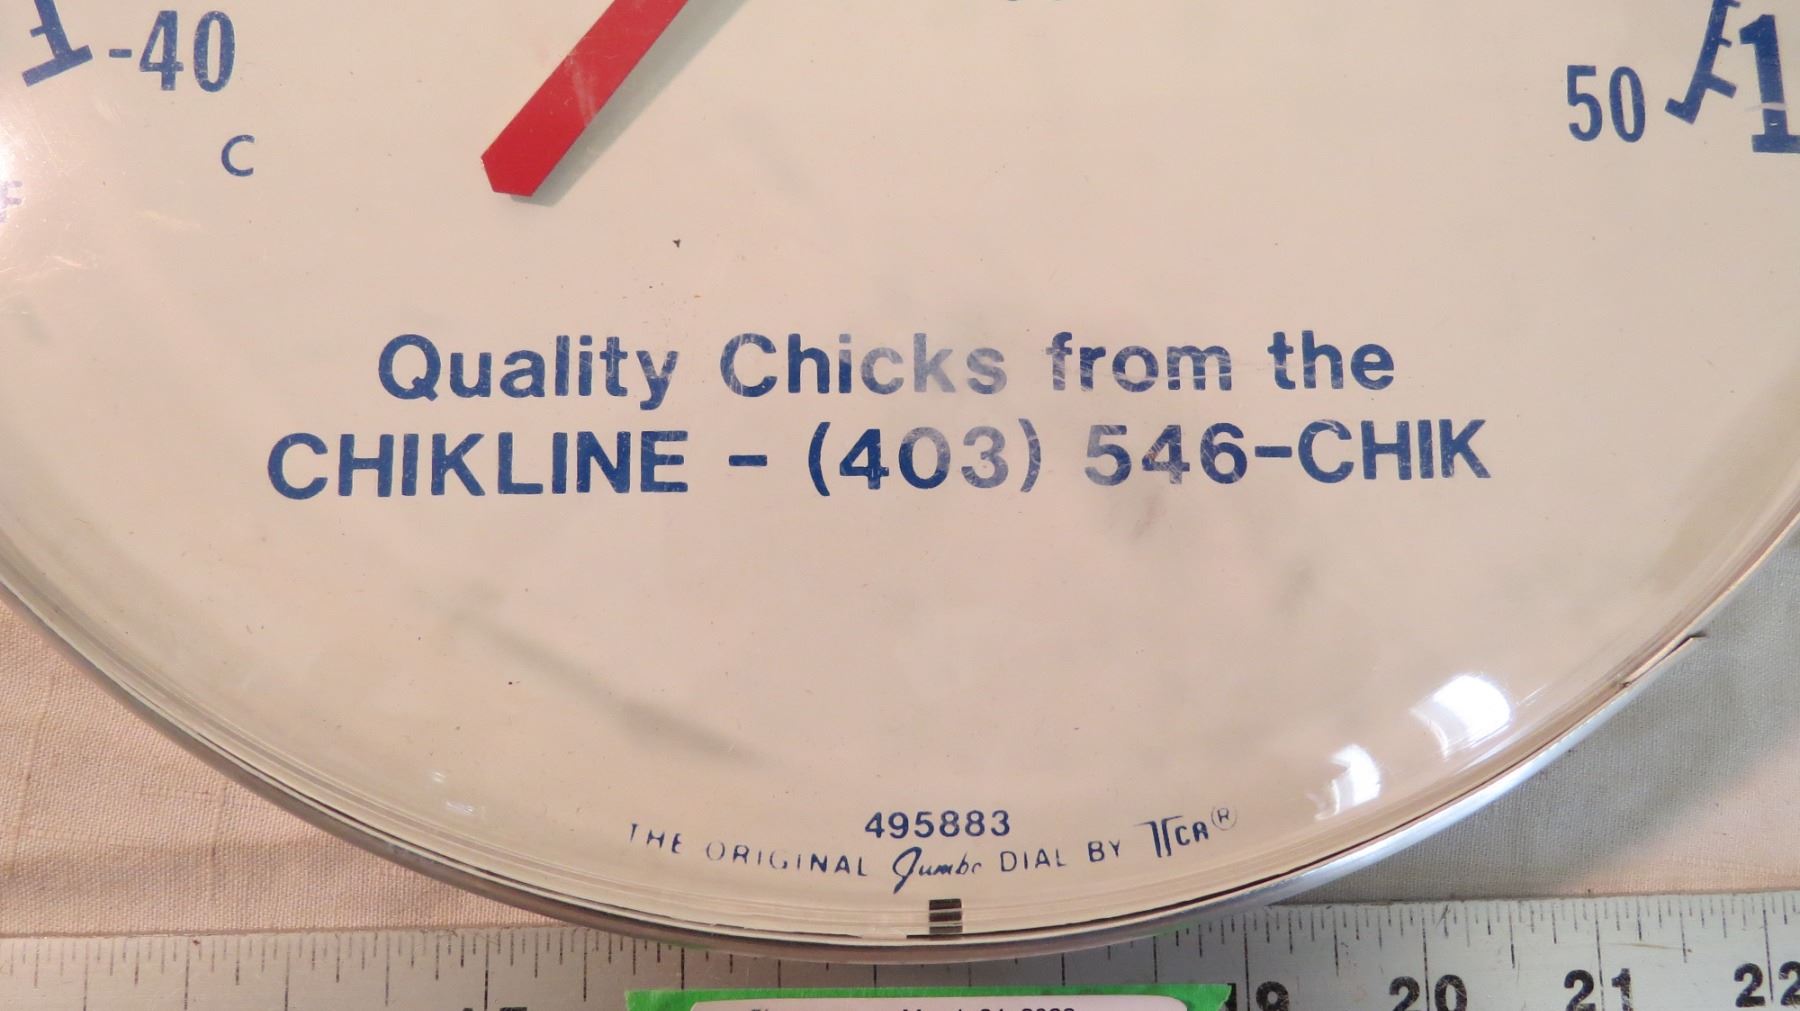 -40
50
C
F
Quality Chicks from the
CHIKLINE - (403) 546-CHIK
495883
THE ORIGINAL Jumbo DIAL BY TTCR®
19 20 21 22